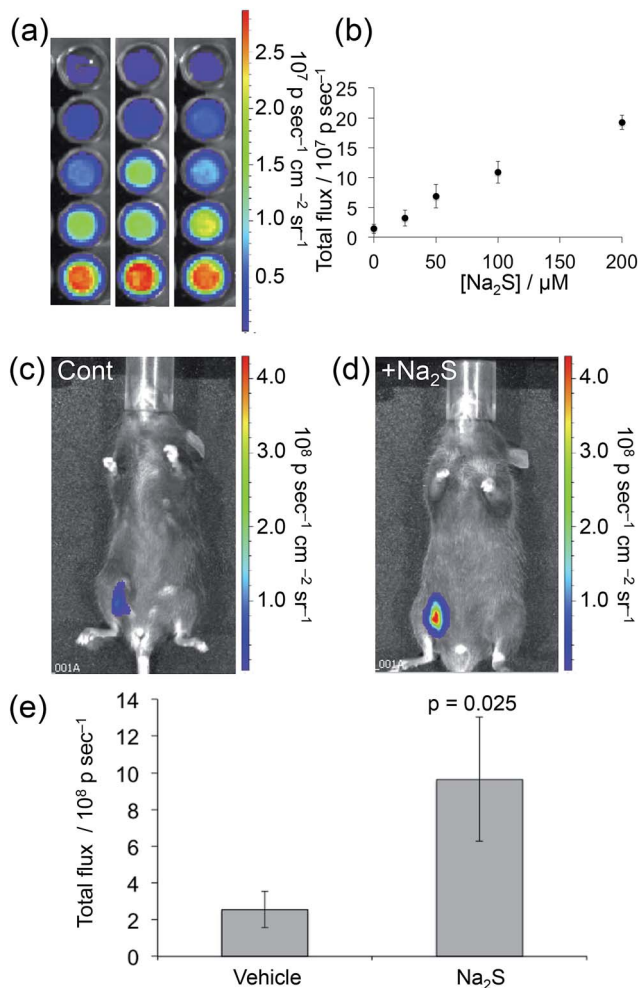 (a)
2.5
2.0
1.5
1.0
0.5
10⁷ p sec⁻¹ cm ⁻² sr⁻¹
(b)
Total flux / 10⁷ p sec⁻¹
25
20
15
10
5
0
0 50 100 150 200
[Na₂S] / µM
(c) Cont
001A
4.0
3.0
2.0
1.0
10⁸ p sec⁻¹ cm ⁻² sr⁻¹
(d) +Na₂S
001A
4.0
3.0
2.0
1.0
10⁸ p sec⁻¹ cm ⁻² sr⁻¹
(e)
Total flux / 10⁸ p sec⁻¹
14
12
10
8
6
4
2
0
p = 0.025
Vehicle Na₂S